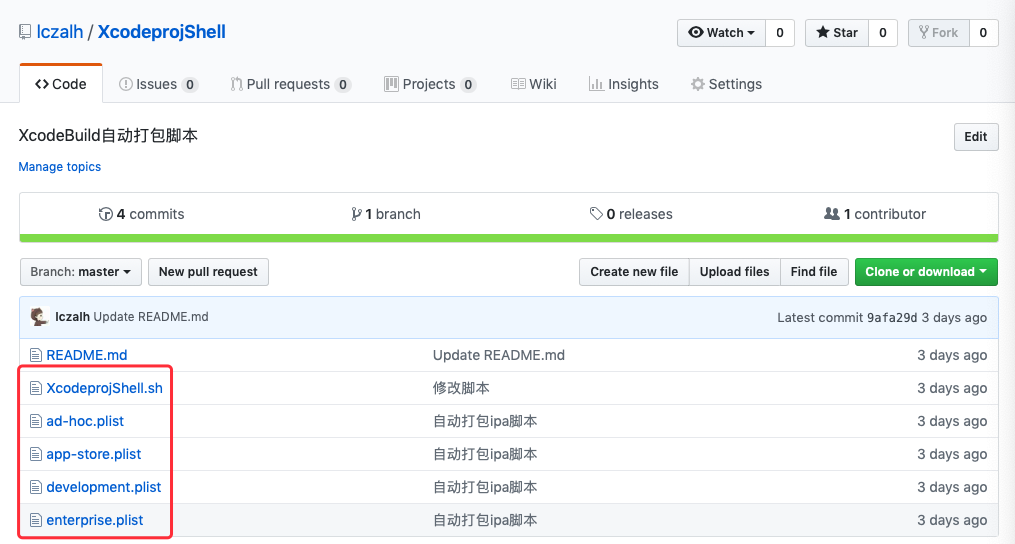 lczalh / XcodeprojShell Watch 0 Star 0 Fork 0
Code Issues 0 Pull requests 0 Projects 0 Wiki Insights Settings
XcodeBuild自动打包脚本 Edit
Manage topics
4 commits 1 branch 0 releases 1 contributor
Branch: master New pull request Create new file Upload files Find file Clone or download
lczalh Update README.md Latest commit 9afa29d 3 days ago
README.md Update README.md 3 days ago
XcodeprojShell.sh 修改脚本 3 days ago
ad-hoc.plist 自动打包ipa脚本 3 days ago
app-store.plist 自动打包ipa脚本 3 days ago
development.plist 自动打包ipa脚本 3 days ago
enterprise.plist 自动打包ipa脚本 3 days ago